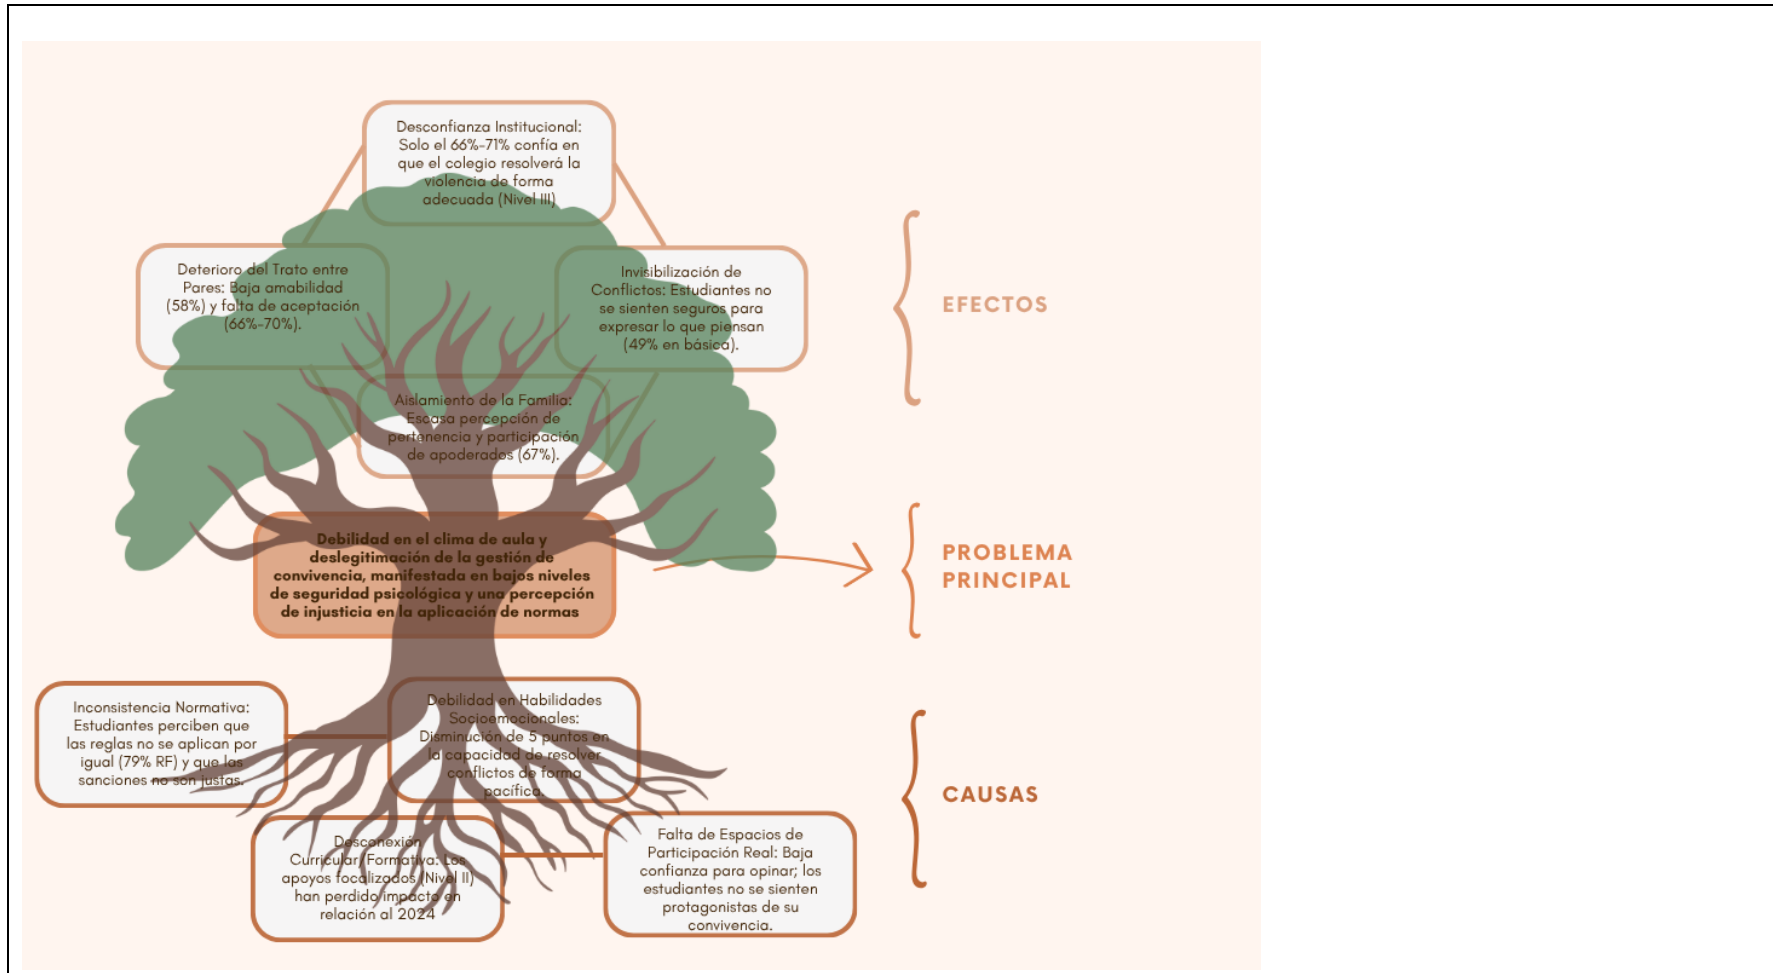 Desconfianza Institucional:
Solo el 66%-71% confía en
que el colegio resolverá la
violencia de forma
adecuada (Nivel III)
Deterioro del Trato entre
Pares: Baja amabilidad
(58%) y falta de aceptación
(66%-70%).
Invisibilización de
Conflictos: Estudiantes no
se sienten seguros para
expresar lo que piensan
(49% en básica).
EFECTOS
Aislamiento de la Familia:
Escasa percepción de
pertenencia y participación
de apoderados (67%).
Debilidad en el clima de aula y
deslegitimación de la gestión de
convivencia, manifestada en bajos niveles
de seguridad psicológica y una percepción
de injusticia en la aplicación de normas
PROBLEMA
PRINCIPAL
Inconsistencia Normativa:
Estudiantes perciben que
las reglas no se aplican por
igual (79% RF) y que las
sanciones no son justas.
Debilidad en Habilidades
Socioemocionales:
Disminución de 5 puntos en
la capacidad de resolver
conflictos de forma
pacífica.
CAUSAS
Desconexión
Curricular/Formativa: Los
apoyos focalizados (Nivel II)
han perdido impacto en
relación al 2024
Falta de Espacios de
Participación Real: Baja
confianza para opinar; los
estudiantes no se sienten
protagonistas de su
convivencia.